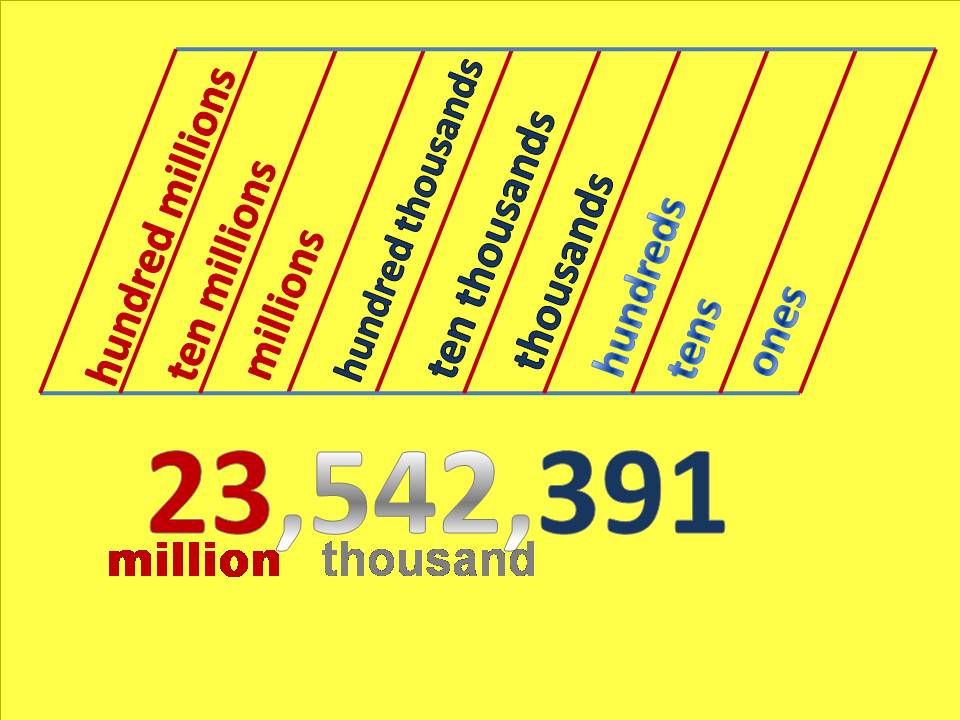 hundred millions
ten millions
millions
hundred thousands
ten thousands
thousands
hundreds
tens
ones
23,542,391
million thousand